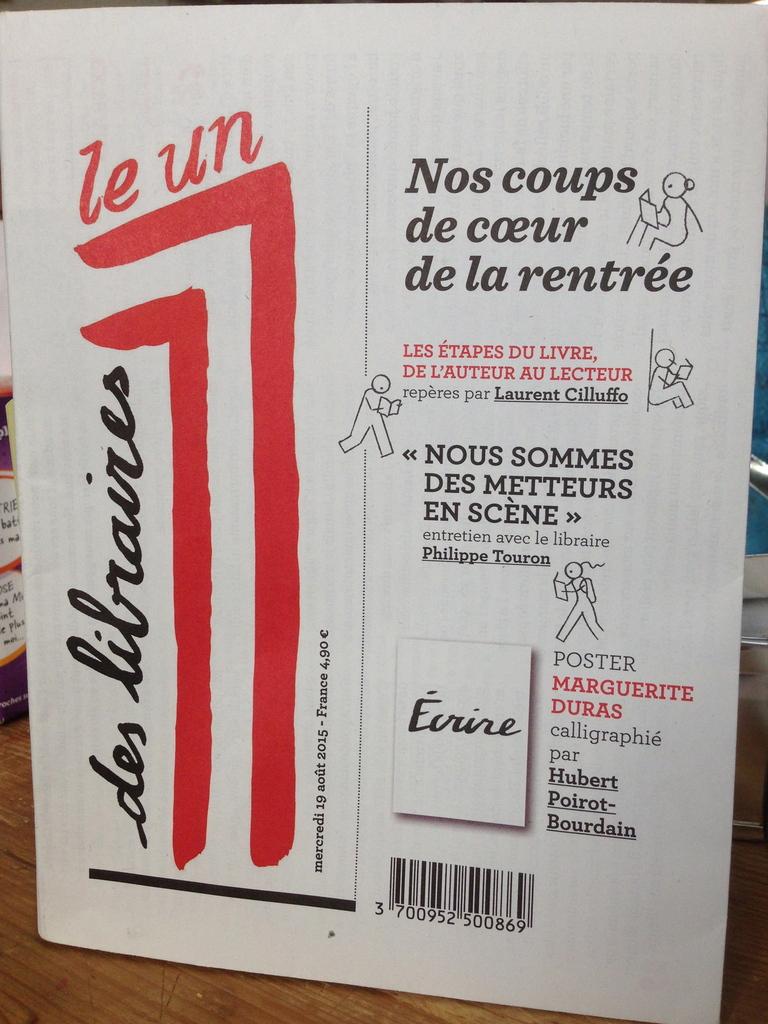 le un
des libraires
mercredi 19 août 2015 - France 4,90 €
Nos coups
de cœur
de la rentrée
LES ÉTAPES DU LIVRE,
DE L'AUTEUR AU LECTEUR
repères par Laurent Cilluffo
« NOUS SOMMES
DES METTEURS
EN SCÈNE »
entretien avec le libraire
Philippe Touron
Écrire
POSTER
MARGUERITE
DURAS
calligraphié
par
Hubert
Poirot-
Bourdain
3 700952 500869